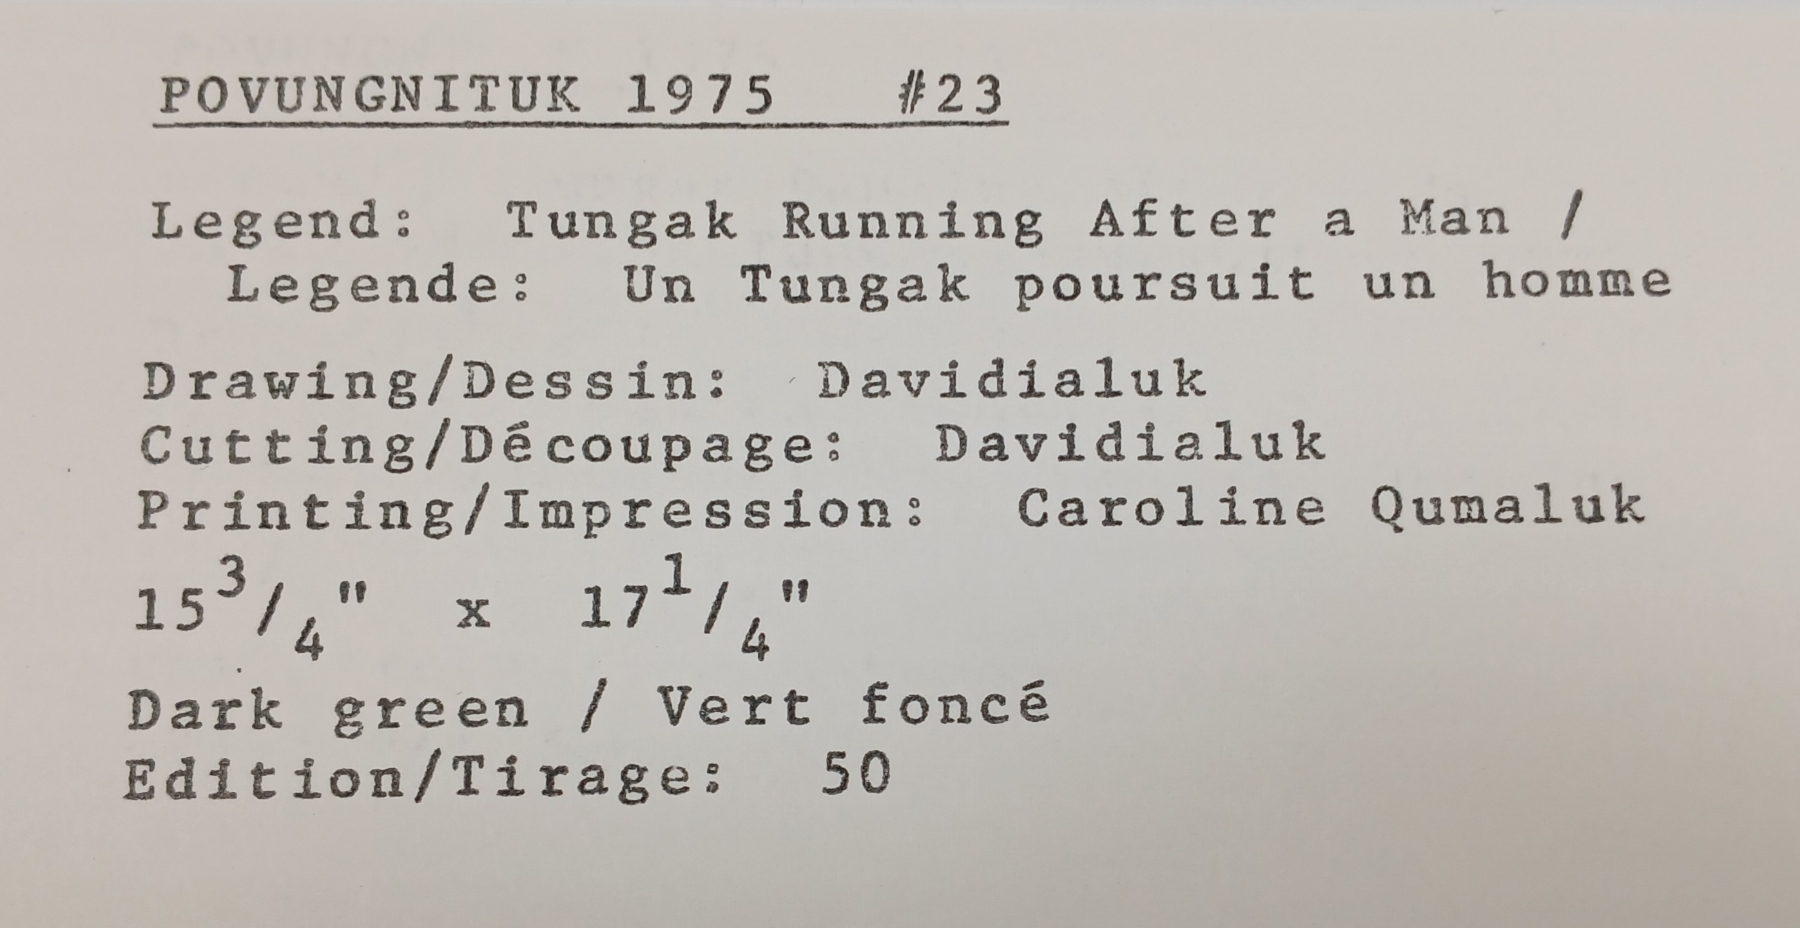 POVUNGNITUK 1975 #23
Legend: Tungak Running After a Man /
Legende: Un Tungak poursuit un homme
Drawing/Dessin: Davidialuk
Cutting/Découpage: Davidialuk
Printing/Impression: Caroline Qumaluk
15 3/4" x 17 1/4"
Dark green / Vert foncé
Edition/Tirage: 50